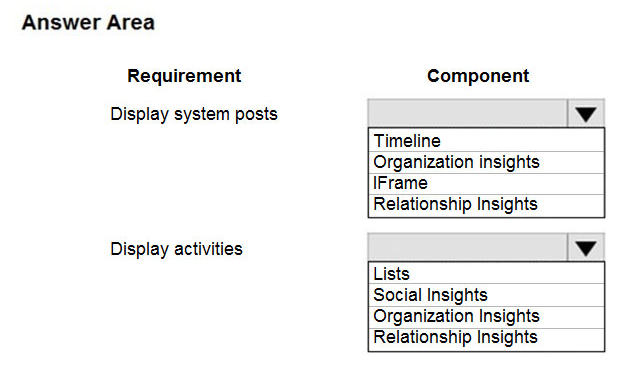 Answer Area
Requirement Component
Display system posts
Timeline
Organization insights
IFrame
Relationship Insights
Display activities
Lists
Social Insights
Organization Insights
Relationship Insights